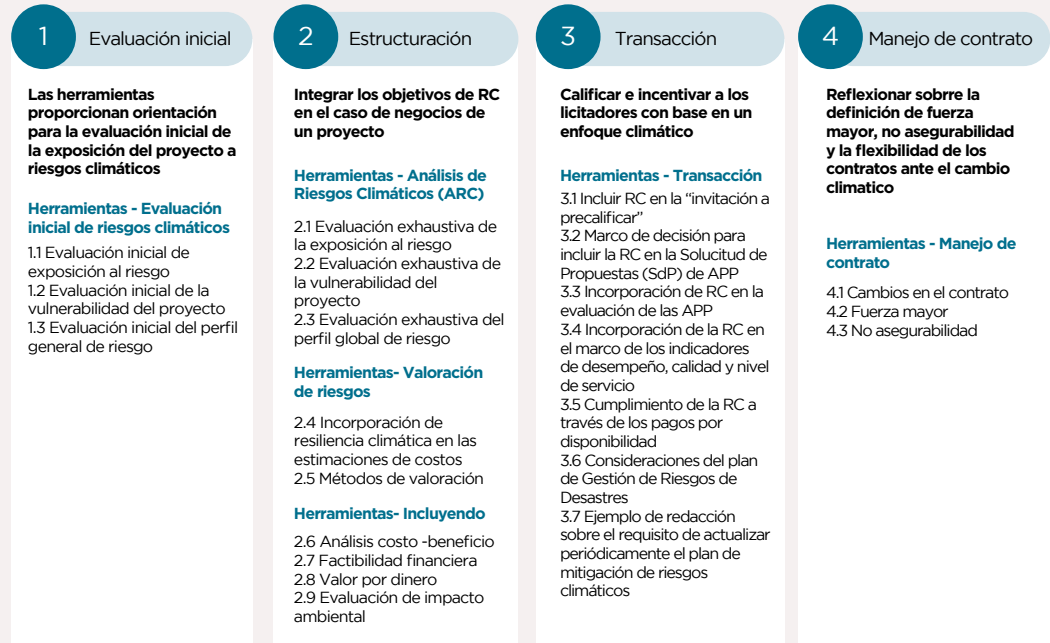 1
Evaluación inicial
Las herramientas
proporcionan orientación
para la evaluación inicial de
la exposición del proyecto a
riesgos climáticos
Herramientas - Evaluación
inicial de riesgos climáticos
1.1 Evaluación inicial de
exposición al riesgo
1.2 Evaluación inicial de la
vulnerabilidad del proyecto
1.3 Evaluación inicial del perfil
general de riesgo
2
Estructuración
Integrar los objetivos de RC
en el caso de negocios de
un proyecto
Herramientas - Análisis de
Riesgos Climáticos (ARC)
2.1 Evaluación exhaustiva de
la exposición al riesgo
2.2 Evaluación exhaustiva de
la vulnerabilidad del
proyecto
2.3 Evaluación exhaustiva del
perfil global de riesgo
Herramientas- Valoración
de riesgos
2.4 Incorporación de
resiliencia climática en las
estimaciones de costos
2.5 Métodos de valoración
Herramientas- Incluyendo
2.6 Análisis costo -beneficio
2.7 Factibilidad financiera
2.8 Valor por dinero
2.9 Evaluación de impacto
ambiental
3
Transacción
Calificar e incentivar a los
licitadores con base en un
enfoque climático
Herramientas - Transacción
3.1 Incluir RC en la “invitación a
precalificar”
3.2 Marco de decisión para
incluir la RC en la Solucitud de
Propuestas (SdP) de APP
3.3 Incorporación de RC en la
evaluación de las APP
3.4 Incorporación de la RC en
el marco de los indicadores
de desempeño, calidad y nivel
de servicio
3.5 Cumplimiento de la RC a
través de los pagos por
disponibilidad
3.6 Consideraciones del plan
de Gestión de Riesgos de
Desastres
3.7 Ejemplo de redacción
sobre el requisito de actualizar
periódicamente el plan de
mitigación de riesgos
climáticos
4
Manejo de contrato
Reflexionar sobrre la
definición de fuerza
mayor, no asegurabilidad
y la flexibilidad de los
contratos ante el cambio
climatico
Herramientas - Manejo de
contrato
4.1 Cambios en el contrato
4.2 Fuerza mayor
4.3 No asegurabilidad